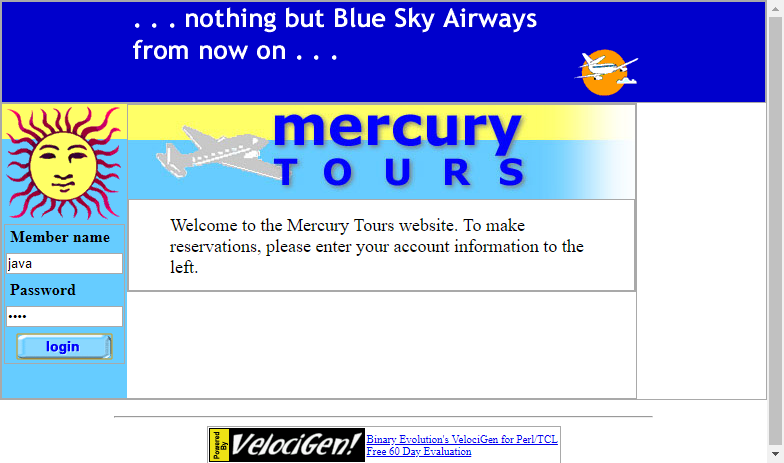 . . . nothing but Blue Sky Airways
from now on . . .
mercury
TOURS
Welcome to the Mercury Tours website. To make
reservations, please enter your account information to the
left.
Member name
java
Password
••••
login
Powered By
VelociGen!
Binary Evolution's VelociGen for Perl/TCL
Free 60 Day Evaluation